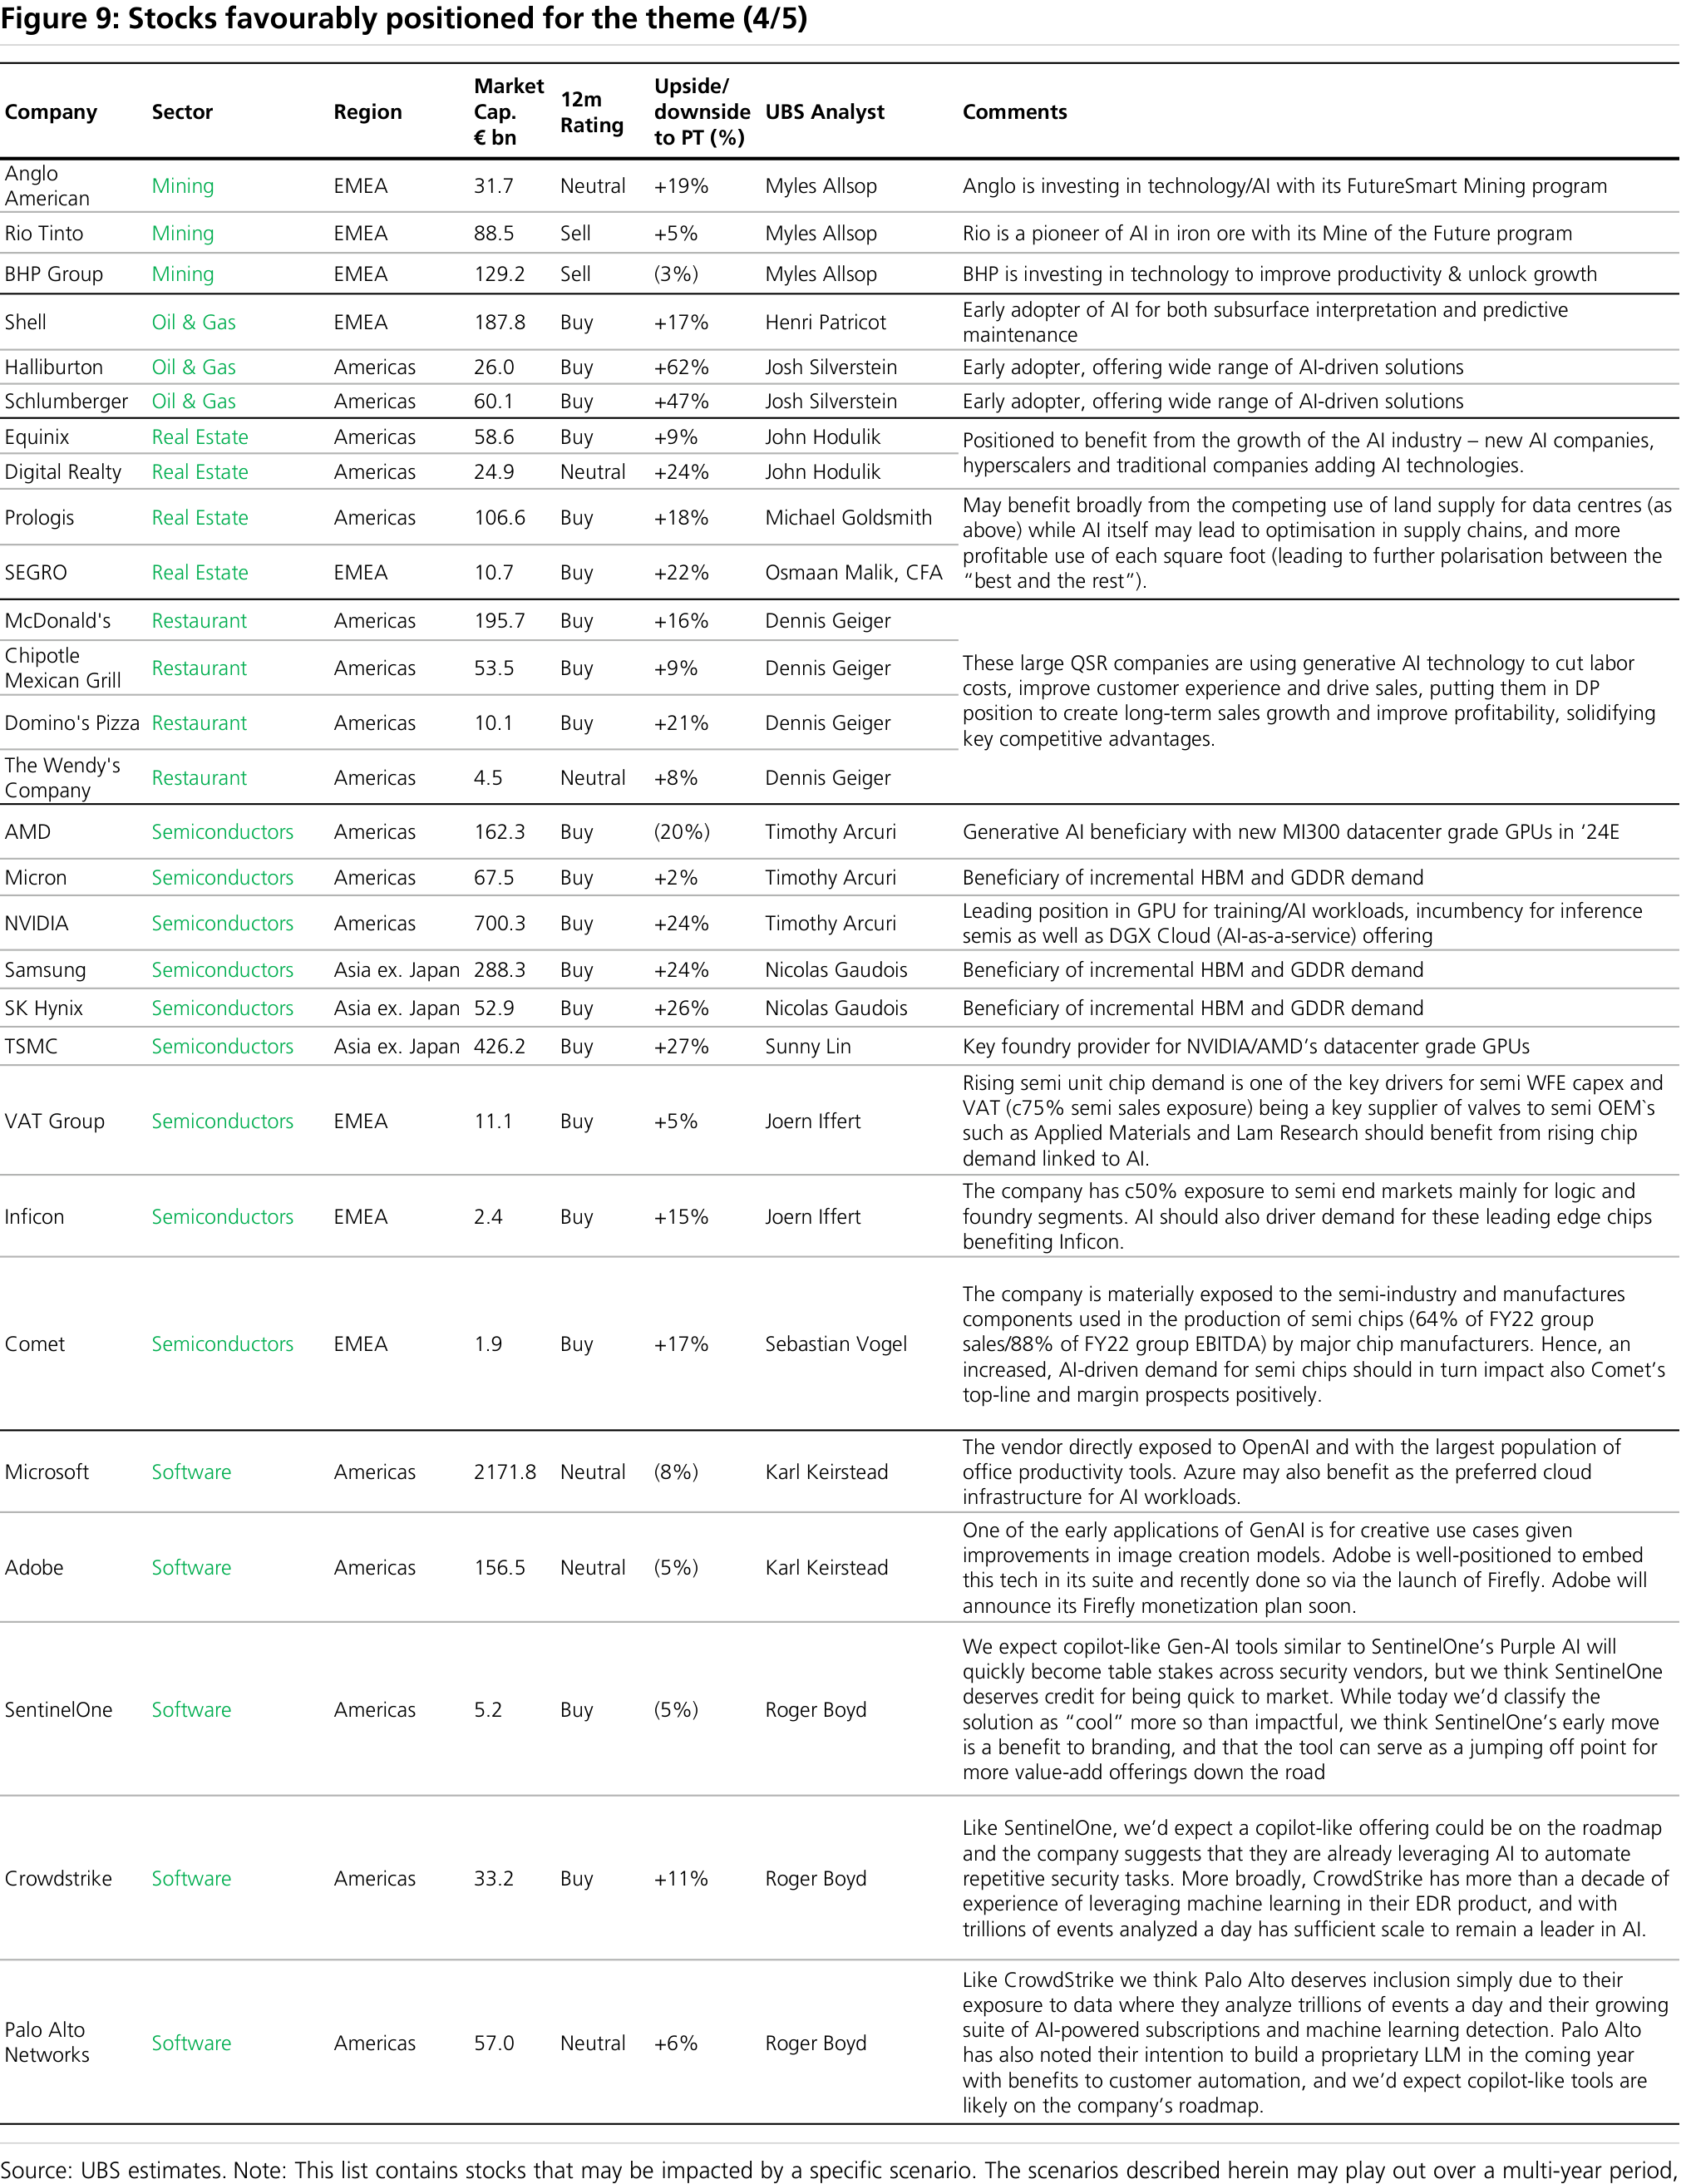 Figure 9: Stocks favourably positioned for the theme (4/5)
Company Sector Region Market Cap. € bn 12m Rating Upside/ downside to PT (%) UBS Analyst Comments
Anglo American Mining EMEA 31.7 Neutral +19% Myles Allsop Anglo is investing in technology/AI with its FutureSmart Mining program
Rio Tinto Mining EMEA 88.5 Sell +5% Myles Allsop Rio is a pioneer of AI in iron ore with its Mine of the Future program
BHP Group Mining EMEA 129.2 Sell (3%) Myles Allsop BHP is investing in technology to improve productivity & unlock growth
Shell Oil & Gas EMEA 187.8 Buy +17% Henri Patricot Early adopter of AI for both subsurface interpretation and predictive
maintenance
Halliburton Oil & Gas Americas 26.0 Buy +62% Josh Silverstein Early adopter, offering wide range of AI-driven solutions
Schlumberger Oil & Gas Americas 60.1 Buy +47% Josh Silverstein Early adopter, offering wide range of AI-driven solutions
Equinix Real Estate Americas 58.6 Buy +9% John Hodulik
Digital Realty Real Estate Americas 24.9 Neutral +24% John Hodulik
Positioned to benefit from the growth of the AI industry – new AI companies,
hyperscalers and traditional companies adding AI technologies.
Prologis Real Estate Americas 106.6 Buy +18% Michael Goldsmith
SEGRO Real Estate EMEA 10.7 Buy +22% Osmaan Malik, CFA
May benefit broadly from the competing use of land supply for data centres (as
above) while AI itself may lead to optimisation in supply chains, and more
profitable use of each square foot (leading to further polarisation between the
“best and the rest”).
McDonald's Restaurant Americas 195.7 Buy +16% Dennis Geiger
Chipotle Mexican Grill Restaurant Americas 53.5 Buy +9% Dennis Geiger
Domino's Pizza Restaurant Americas 10.1 Buy +21% Dennis Geiger
The Wendy's Company Restaurant Americas 4.5 Neutral +8% Dennis Geiger
These large QSR companies are using generative AI technology to cut labor
costs, improve customer experience and drive sales, putting them in DP
position to create long-term sales growth and improve profitability, solidifying
key competitive advantages.
AMD Semiconductors Americas 162.3 Buy (20%) Timothy Arcuri Generative AI beneficiary with new MI300 datacenter grade GPUs in ‘24E
Micron Semiconductors Americas 67.5 Buy +2% Timothy Arcuri Beneficiary of incremental HBM and GDDR demand
NVIDIA Semiconductors Americas 700.3 Buy +24% Timothy Arcuri Leading position in GPU for training/AI workloads, incumbency for inference
semis as well as DGX Cloud (AI-as-a-service) offering
Samsung Semiconductors Asia ex. Japan 288.3 Buy +24% Nicolas Gaudois Beneficiary of incremental HBM and GDDR demand
SK Hynix Semiconductors Asia ex. Japan 52.9 Buy +26% Nicolas Gaudois Beneficiary of incremental HBM and GDDR demand
TSMC Semiconductors Asia ex. Japan 426.2 Buy +27% Sunny Lin Key foundry provider for NVIDIA/AMD’s datacenter grade GPUs
VAT Group Semiconductors EMEA 11.1 Buy +5% Joern Iffert Rising semi unit chip demand is one of the key drivers for semi WFE capex and
VAT (c75% semi sales exposure) being a key supplier of valves to semi OEM`s
such as Applied Materials and Lam Research should benefit from rising chip
demand linked to AI.
Inficon Semiconductors EMEA 2.4 Buy +15% Joern Iffert The company has c50% exposure to semi end markets mainly for logic and
foundry segments. AI should also driver demand for these leading edge chips
benefiting Inficon.
Comet Semiconductors EMEA 1.9 Buy +17% Sebastian Vogel The company is materially exposed to the semi-industry and manufactures
components used in the production of semi chips (64% of FY22 group
sales/88% of FY22 group EBITDA) by major chip manufacturers. Hence, an
increased, AI-driven demand for semi chips should in turn impact also Comet’s
top-line and margin prospects positively.
Microsoft Software Americas 2171.8 Neutral (8%) Karl Keirstead The vendor directly exposed to OpenAI and with the largest population of
office productivity tools. Azure may also benefit as the preferred cloud
infrastructure for AI workloads.
Adobe Software Americas 156.5 Neutral (5%) Karl Keirstead One of the early applications of GenAI is for creative use cases given
improvements in image creation models. Adobe is well-positioned to embed
this tech in its suite and recently done so via the launch of Firefly. Adobe will
announce its Firefly monetization plan soon.
SentinelOne Software Americas 5.2 Buy (5%) Roger Boyd We expect copilot-like Gen-AI tools similar to SentinelOne’s Purple AI will
quickly become table stakes across security vendors, but we think SentinelOne
deserves credit for being quick to market. While today we’d classify the
solution as “cool” more so than impactful, we think SentinelOne’s early move
is a benefit to branding, and that the tool can serve as a jumping off point for
more value-add offerings down the road
Crowdstrike Software Americas 33.2 Buy +11% Roger Boyd Like SentinelOne, we’d expect a copilot-like offering could be on the roadmap
and the company suggests that they are already leveraging AI to automate
repetitive security tasks. More broadly, CrowdStrike has more than a decade of
experience of leveraging machine learning in their EDR product, and with
trillions of events analyzed a day has sufficient scale to remain a leader in AI.
Palo Alto Networks Software Americas 57.0 Neutral +6% Roger Boyd Like CrowdStrike we think Palo Alto deserves inclusion simply due to their
exposure to data where they analyze trillions of events a day and their growing
suite of AI-powered subscriptions and machine learning detection. Palo Alto
has also noted their intention to build a proprietary LLM in the coming year
with benefits to customer automation, and we’d expect copilot-like tools are
likely on the company’s roadmap.
Source: UBS estimates. Note: This list contains stocks that may be impacted by a specific scenario. The scenarios described herein may play out over a multi-year period,